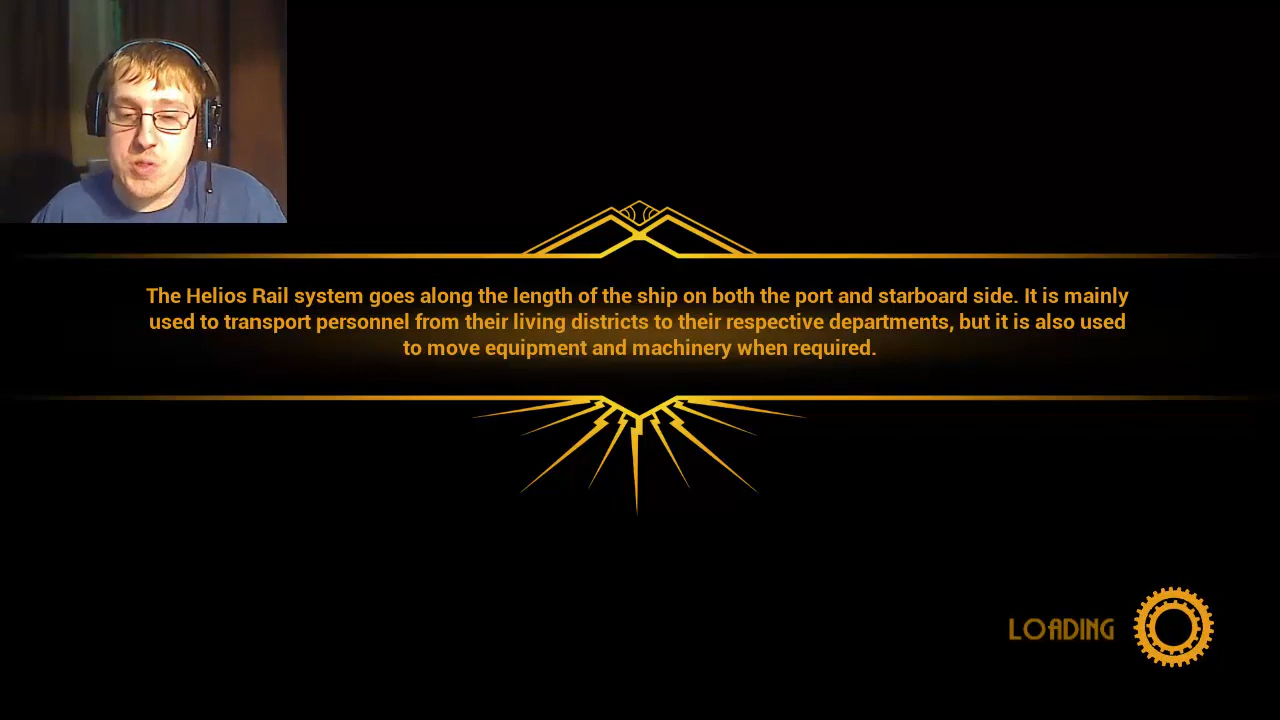 The Helios Rail system goes along the length of the ship on both the port and starboard side. It is mainly
used to transport personnel from their living districts to their respective departments, but it is also used
to move equipment and machinery when required.
LOADING